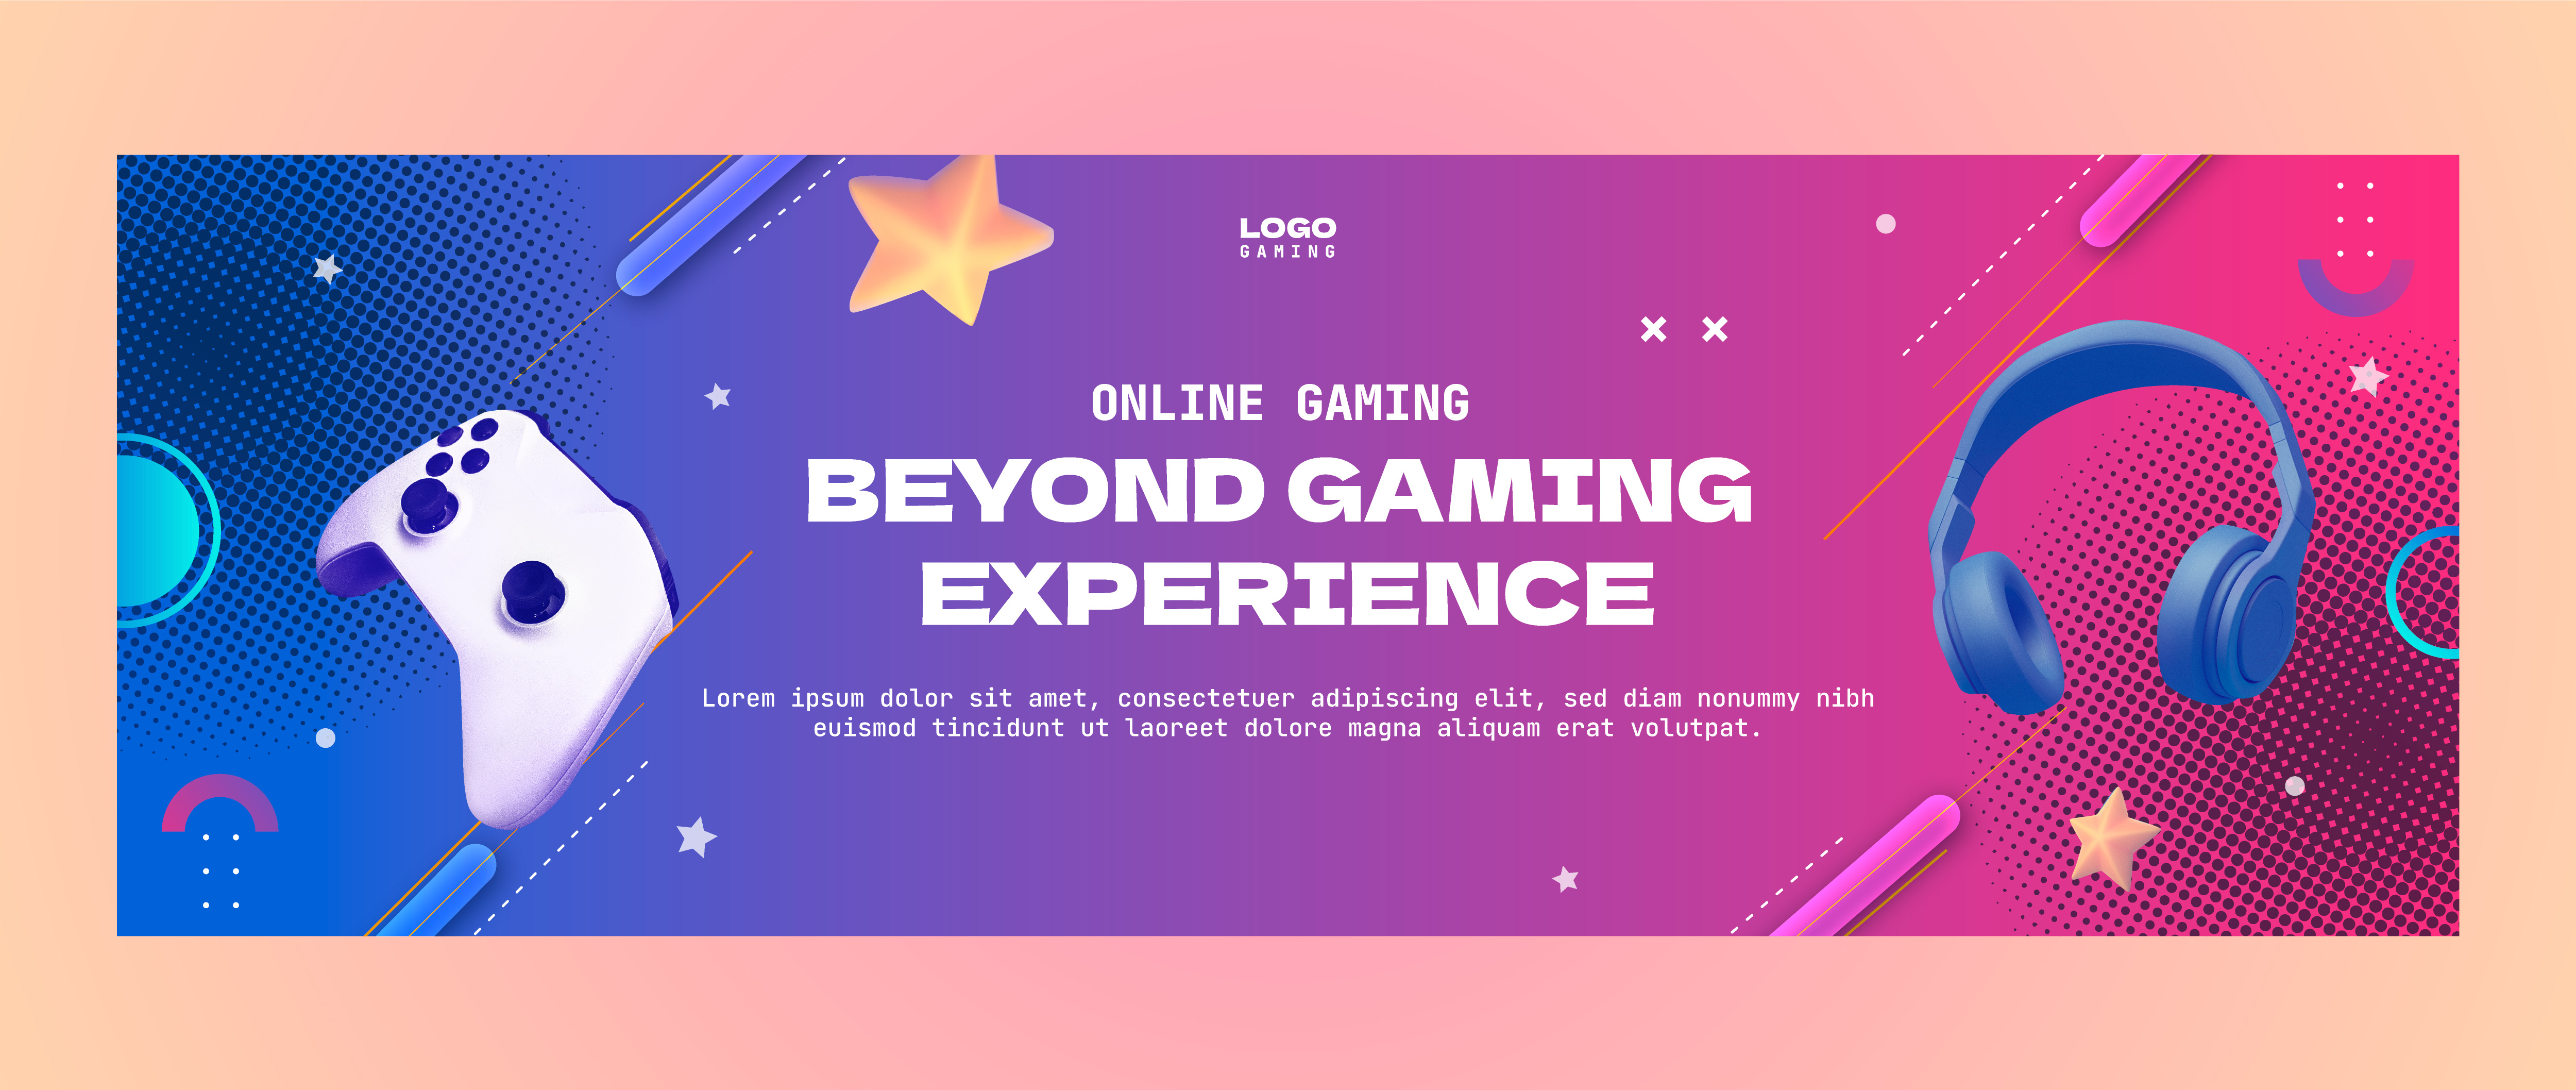 LOGO
GAMING
ONLINE GAMING
BEYOND GAMING
EXPERIENCE
Lorem ipsum dolor sit amet, consectetuer adipiscing elit, sed diam nonummy nibh
euismod tincidunt ut laoreet dolore magna aliquam erat volutpat.